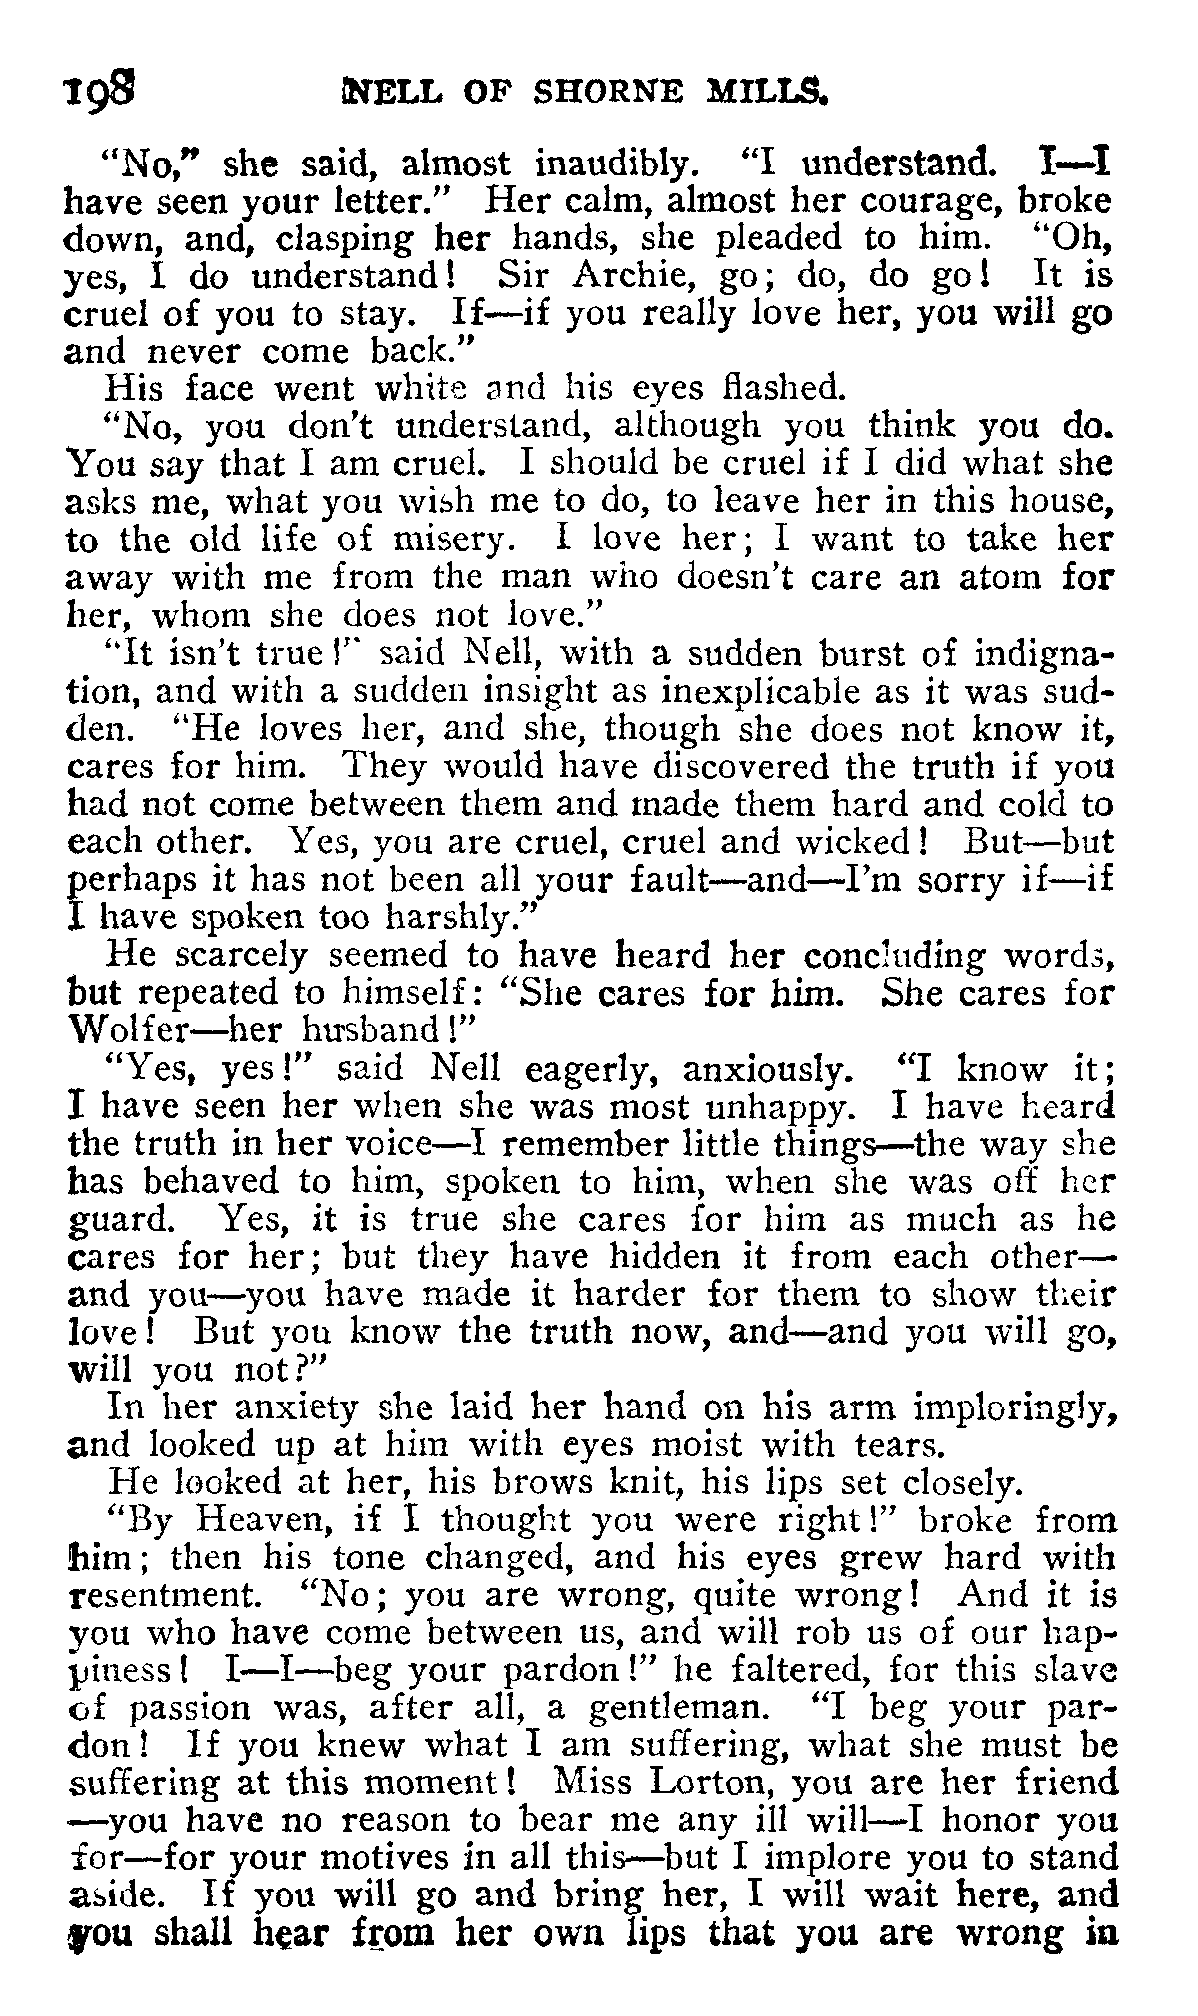 198 NELL OF SHORNE MILLS.
"No," she said, almost inaudibly. "I understand. I—I
have seen your letter." Her calm, almost her courage, broke
down, and, clasping her hands, she pleaded to him. "Oh,
yes, I do understand! Sir Archie, go; do, do go! It is
cruel of you to stay. If—if you really love her, you will go
and never come back."
His face went white and his eyes flashed.
"No, you don't understand, although you think you do.
You say that I am cruel. I should be cruel if I did what she
asks me, what you wish me to do, to leave her in this house,
to the old life of misery. I love her; I want to take her
away with me from the man who doesn't care an atom for
her, whom she does not love."
"It isn't true!" said Nell, with a sudden burst of indigna-
tion, and with a sudden insight as inexplicable as it was sud-
den. "He loves her, and she, though she does not know it,
cares for him. They would have discovered the truth if you
had not come between them and made them hard and cold to
each other. Yes, you are cruel, cruel and wicked! But—but
perhaps it has not been all your fault—and—I'm sorry if—if
I have spoken too harshly."
He scarcely seemed to have heard her concluding words,
but repeated to himself: "She cares for him. She cares for
Wolfer—her husband!"
"Yes, yes!" said Nell eagerly, anxiously. "I know it;
I have seen her when she was most unhappy. I have heard
the truth in her voice—I remember little things—the way she
has behaved to him, spoken to him, when she was off her
guard. Yes, it is true she cares for him as much as he
cares for her; but they have hidden it from each other—
and you—you have made it harder for them to show their
love! But you know the truth now, and—and you will go,
will you not?"
In her anxiety she laid her hand on his arm imploringly,
and looked up at him with eyes moist with tears.
He looked at her, his brows knit, his lips set closely.
"By Heaven, if I thought you were right!" broke from
him; then his tone changed, and his eyes grew hard with
resentment. "No; you are wrong, quite wrong! And it is
you who have come between us, and will rob us of our hap-
piness! I—I—beg your pardon!" he faltered, for this slave
of passion was, after all, a gentleman. "I beg your par-
don! If you knew what I am suffering, what she must be
suffering at this moment! Miss Lorton, you are her friend
—you have no reason to bear me any ill will—I honor you
for—for your motives in all this—but I implore you to stand
aside. If you will go and bring her, I will wait here, and
you shall hear from her own lips that you are wrong in